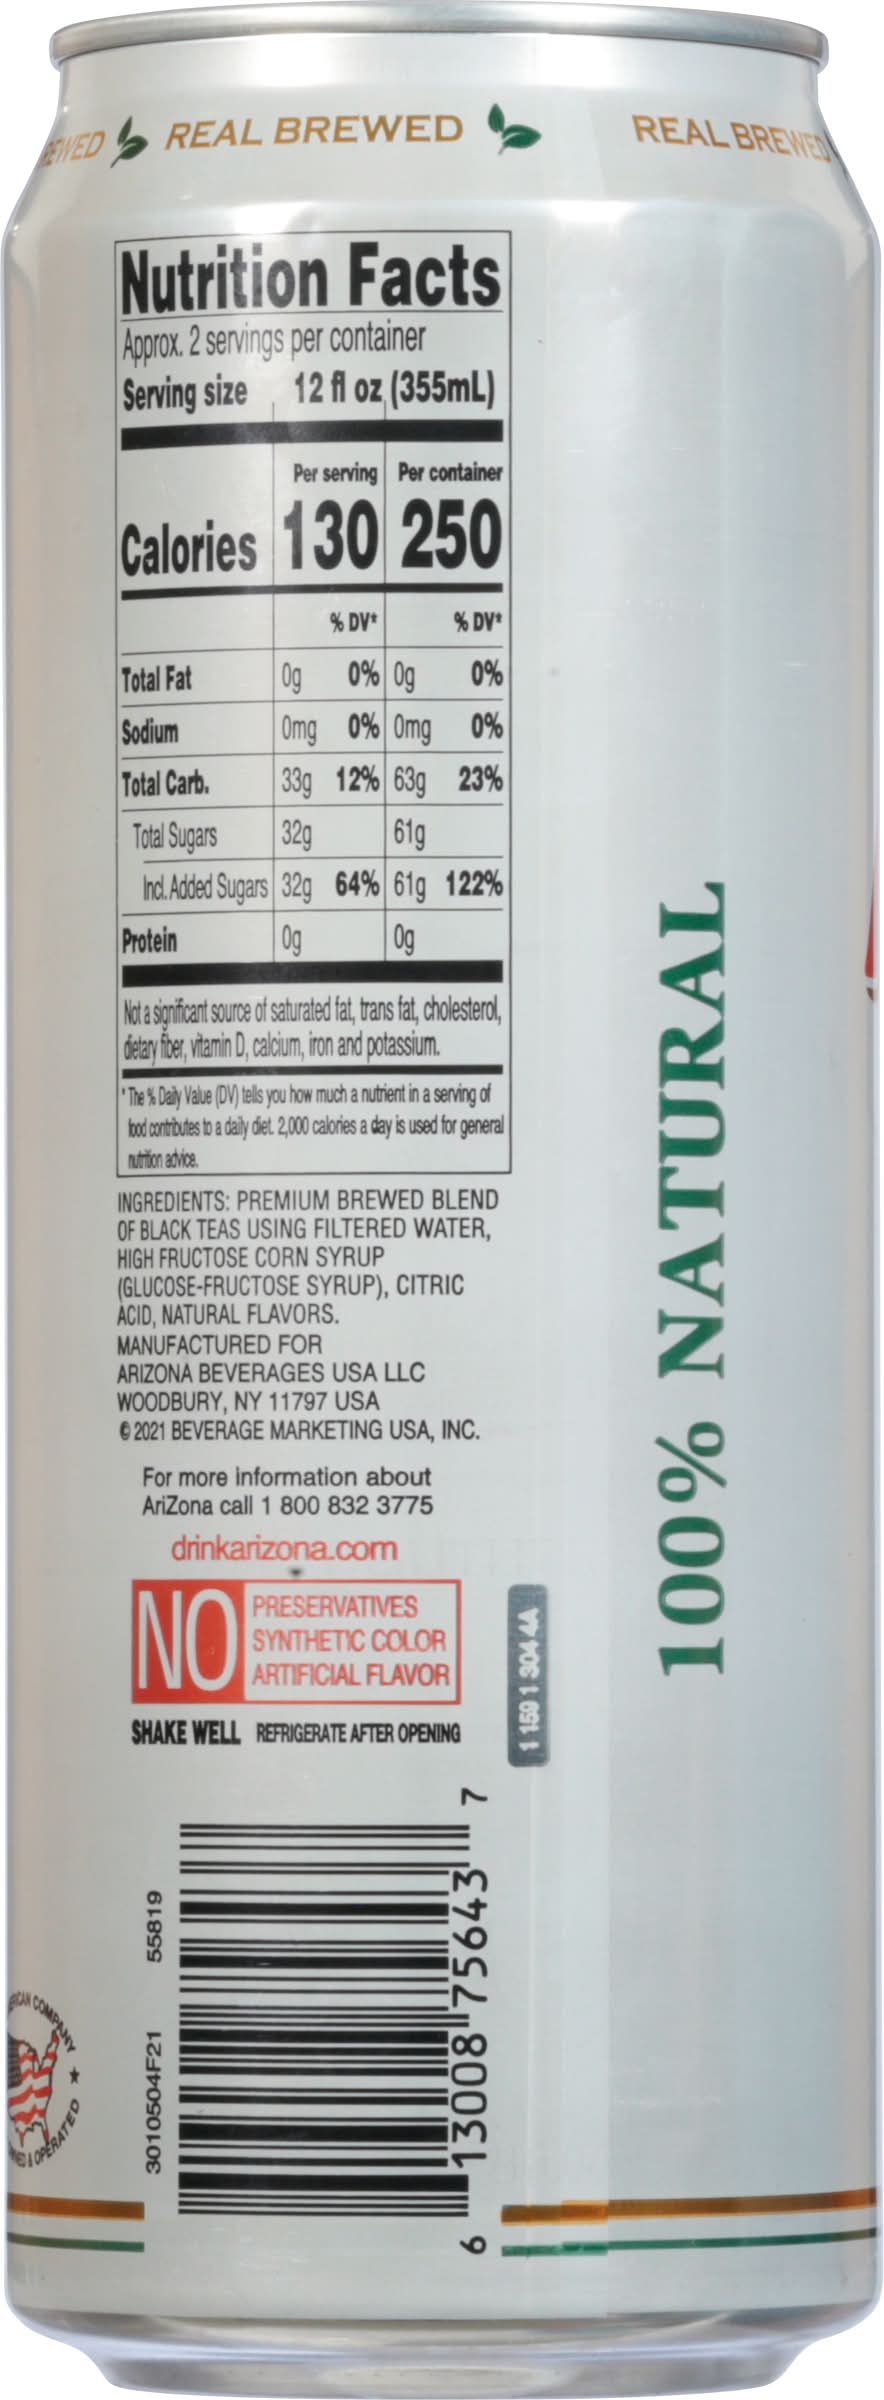 REAL BREWED
REAL BREWED
Nutrition Facts
Approx. 2 servings per container
Serving size 12 fl oz (355mL)
Per serving Per container
Calories 130 250
% DV* % DV*
Total Fat 0g 0% 0g 0%
Sodium 0mg 0% 0mg 0%
Total Carb. 33g 12% 63g 23%
Total Sugars 32g 61g
Incl. Added Sugars 32g 64% 61g 122%
Protein 0g 0g
Not a significant source of saturated fat, trans fat, cholesterol,
dietary fiber, vitamin D, calcium, iron and potassium.
* The % Daily Value (DV) tells you how much a nutrient in a serving of
food contributes to a daily diet. 2,000 calories a day is used for general
nutrition advice.
INGREDIENTS: PREMIUM BREWED BLEND
OF BLACK TEAS USING FILTERED WATER,
HIGH FRUCTOSE CORN SYRUP
(GLUCOSE-FRUCTOSE SYRUP), CITRIC
ACID, NATURAL FLAVORS.
MANUFACTURED FOR
ARIZONA BEVERAGES USA LLC
WOODBURY, NY 11797 USA
© 2021 BEVERAGE MARKETING USA, INC.
For more information about
AriZona call 1 800 832 3775
drinkarizona.com
NO
PRESERVATIVES
SYNTHETIC COLOR
ARTIFICIAL FLAVOR
SHAKE WELL REFRIGERATE AFTER OPENING
1 159 1 304 4A
100% NATURAL
3010504F21 55819
6 13008 75643 7
COMPANY
& OPERATED